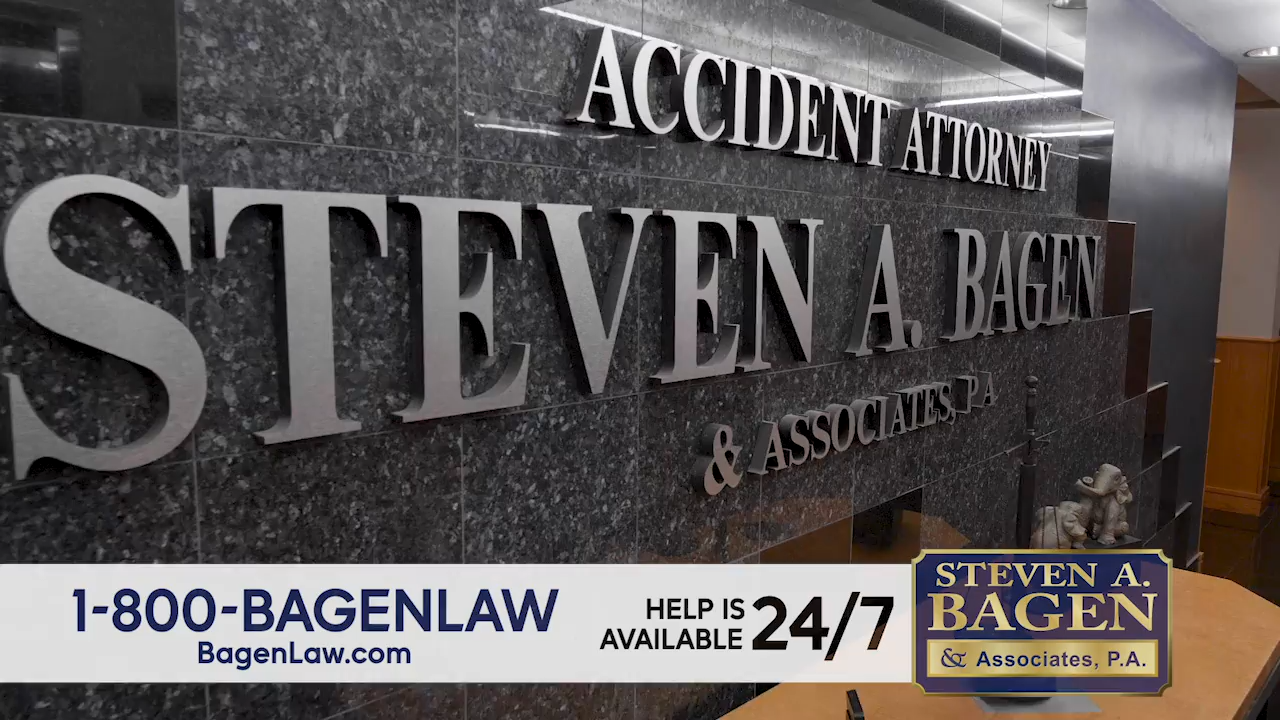 ACCIDENT ATTORNEY
STEVEN A. BAGEN
& ASSOCIATES, P.A
1-800-BAGENLAW
BagenLaw.com
HELP IS
AVAILABLE
24/7
STEVEN A.
BAGEN
& Associates, P.A.